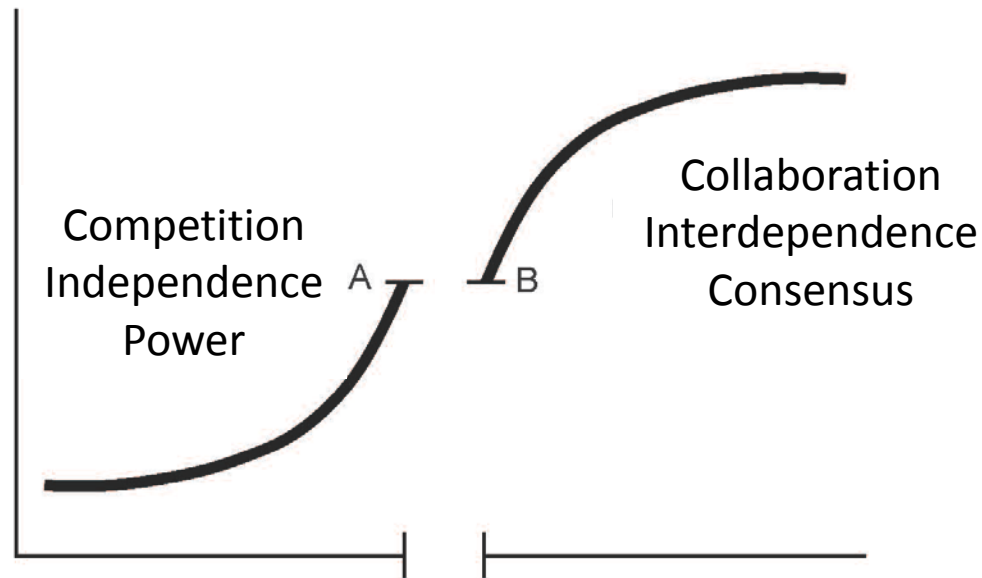 Competition
Independence
Power
A
B
Collaboration
Interdependence
Consensus